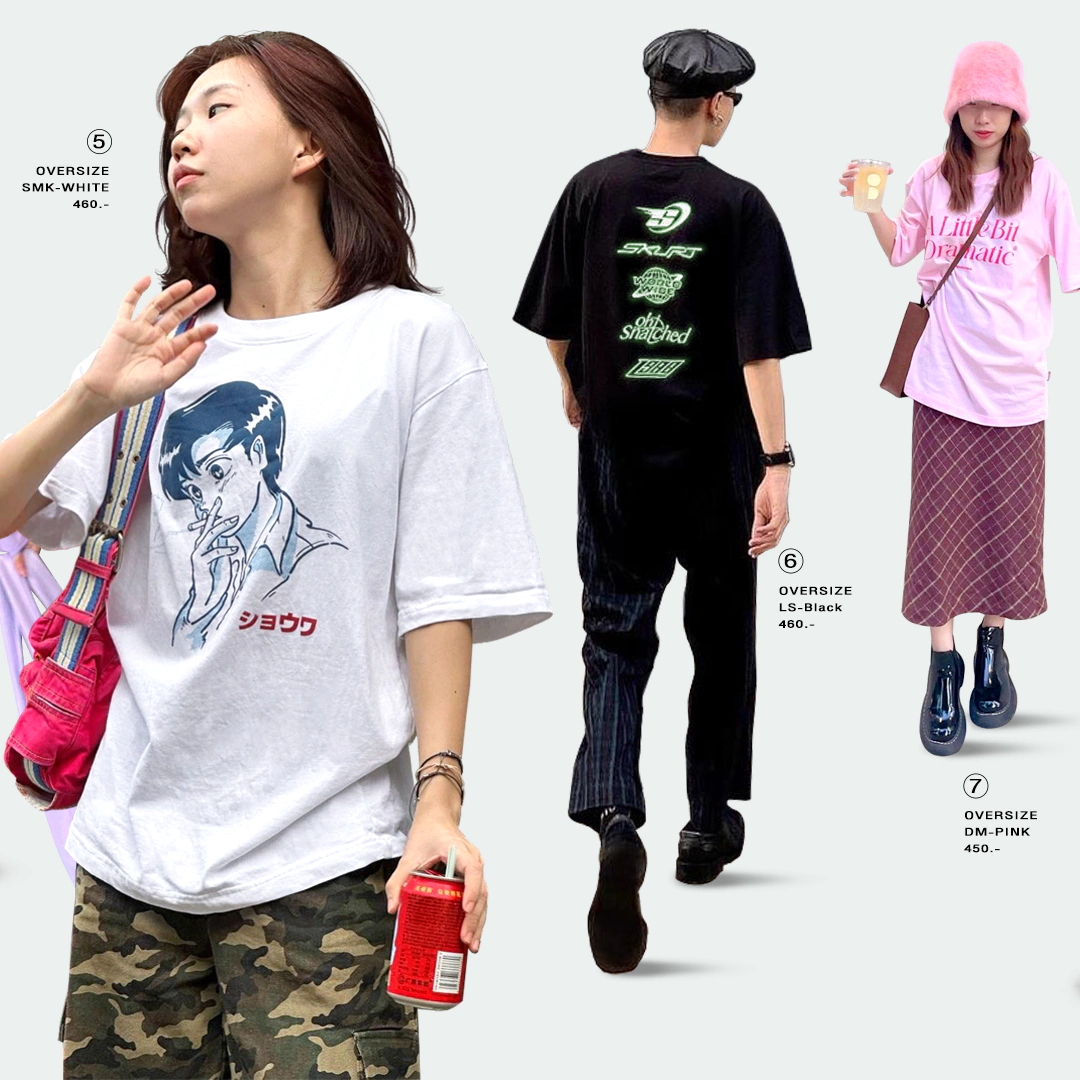 ⑤
OVERSIZE
SMK-WHITE
460.-
ショウワ
9
SKURT
WORLD
WIDE
oh!
Snatched
⑥
OVERSIZE
LS-Black
460.-
A Little Bit
Dramatic
⑦
OVERSIZE
DM-PINK
450.-